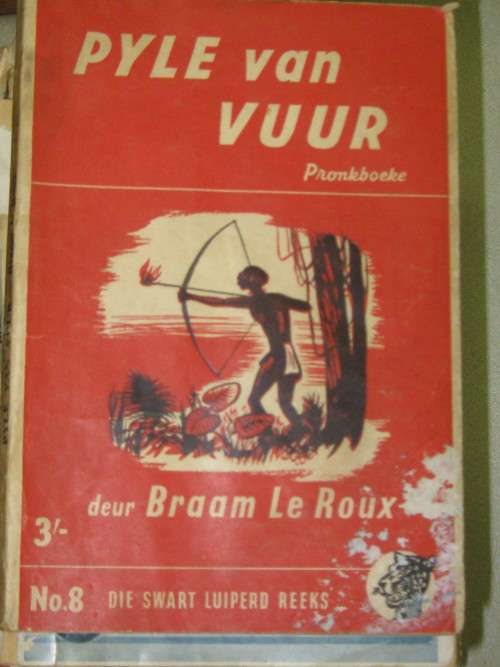 PYLE van
VUUR
Pronkboeke
deur Braam Le Roux
3/-
No.8 DIE SWART LUIPERD REEKS